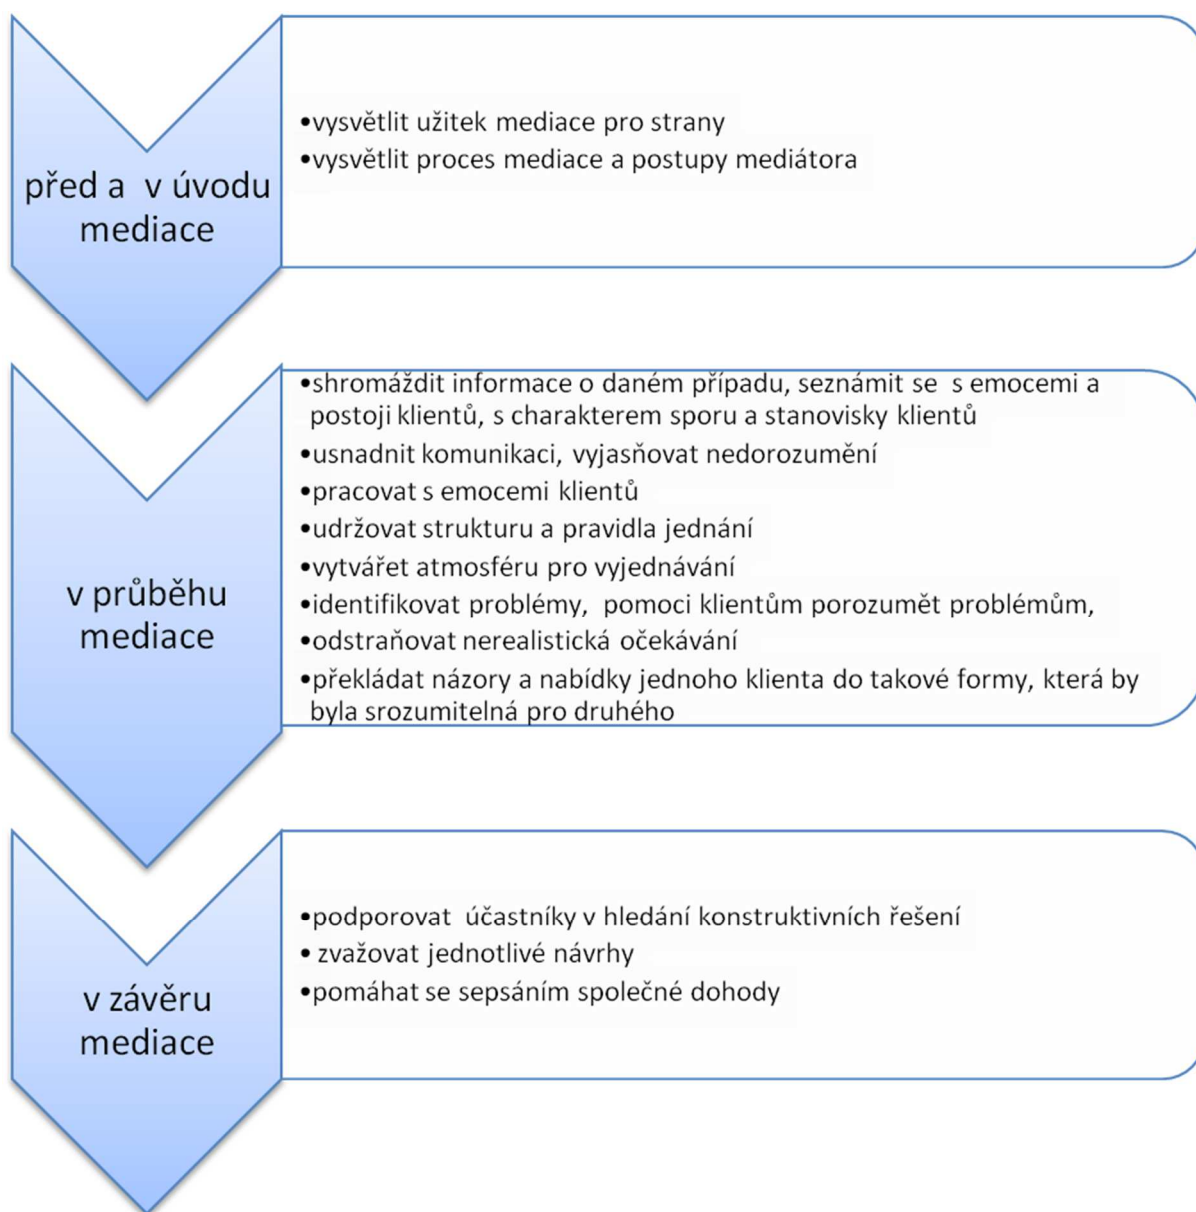 před a v úvodu
mediace
•vysvětlit užitek mediace pro strany
•vysvětlit proces mediace a postupy mediátora
v průběhu
mediace
•shromáždit informace o daném případu, seznámit se s emocemi a
postoji klientů, s charakterem sporu a stanovisky klientů
•usnadnit komunikaci, vyjasňovat nedorozumění
•pracovat s emocemi klientů
•udržovat strukturu a pravidla jednání
•vytvářet atmosféru pro vyjednávání
•identifikovat problémy, pomoci klientům porozumět problémům,
•odstraňovat nerealistická očekávání
•překládat názory a nabídky jednoho klienta do takové formy, která by
byla srozumitelná pro druhého
v závěru
mediace
•podporovat účastníky v hledání konstruktivních řešení
• zvažovat jednotlivé návrhy
•pomáhat se sepsáním společné dohody